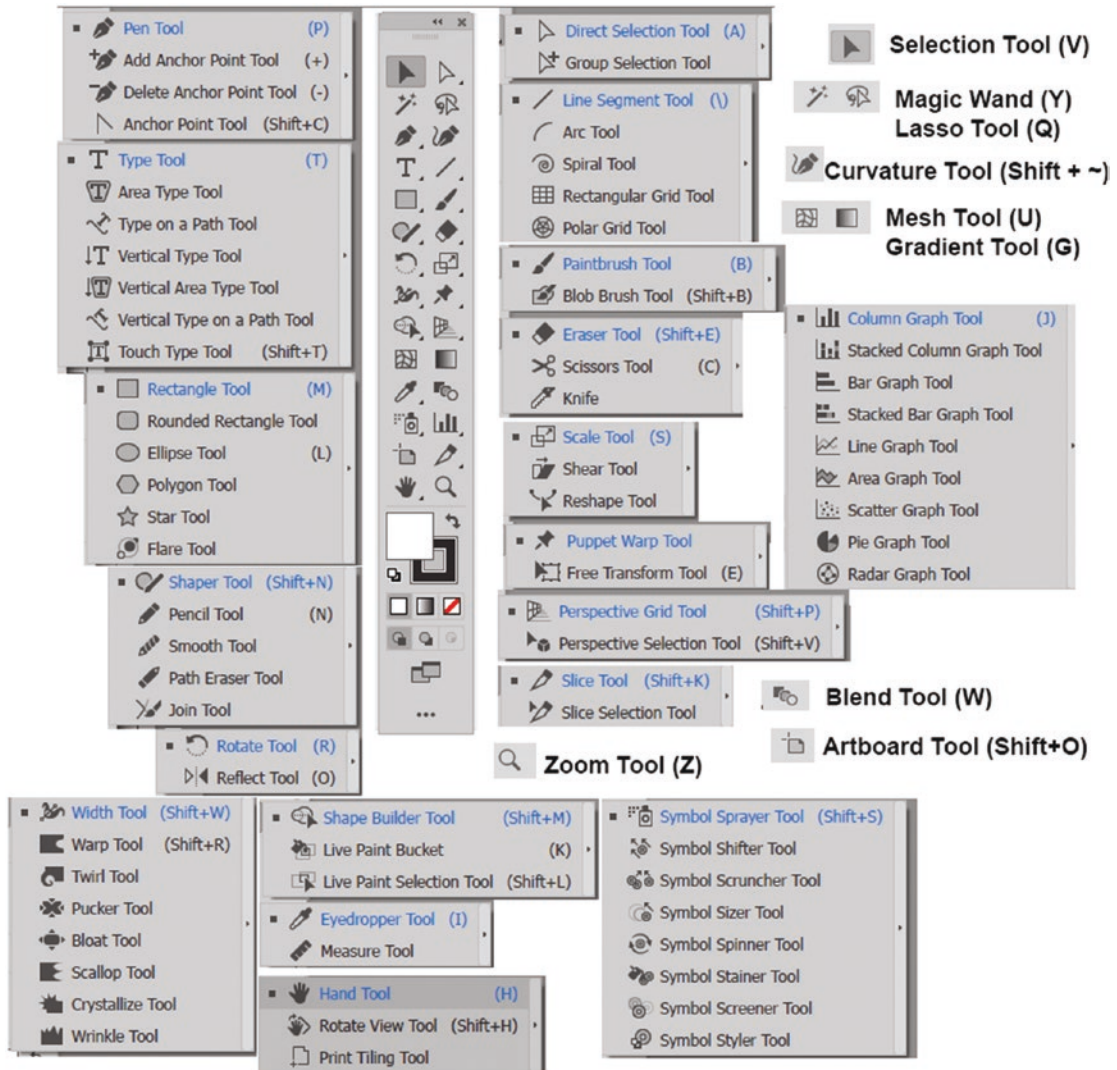 Pen Tool (P)
Add Anchor Point Tool (+)
Delete Anchor Point Tool (-)
Anchor Point Tool (Shift+C)
Type Tool (T)
Area Type Tool
Type on a Path Tool
Vertical Type Tool
Vertical Area Type Tool
Vertical Type on a Path Tool
Touch Type Tool (Shift+T)
Rectangle Tool (M)
Rounded Rectangle Tool
Ellipse Tool (L)
Polygon Tool
Star Tool
Flare Tool
Shaper Tool (Shift+N)
Pencil Tool (N)
Smooth Tool
Path Eraser Tool
Join Tool
Rotate Tool (R)
Reflect Tool (O)
Direct Selection Tool (A)
Group Selection Tool
Line Segment Tool (\)
Arc Tool
Spiral Tool
Rectangular Grid Tool
Polar Grid Tool
Paintbrush Tool (B)
Blob Brush Tool (Shift+B)
Eraser Tool (Shift+E)
Scissors Tool (C)
Knife
Scale Tool (S)
Shear Tool
Reshape Tool
Puppet Warp Tool
Free Transform Tool (E)
Perspective Grid Tool (Shift+P)
Perspective Selection Tool (Shift+V)
Slice Tool (Shift+K)
Slice Selection Tool
Zoom Tool (Z)
Selection Tool (V)
Magic Wand (Y)
Lasso Tool (Q)
Curvature Tool (Shift + ~)
Mesh Tool (U)
Gradient Tool (G)
Column Graph Tool (J)
Stacked Column Graph Tool
Bar Graph Tool
Stacked Bar Graph Tool
Line Graph Tool
Area Graph Tool
Scatter Graph Tool
Pie Graph Tool
Radar Graph Tool
Blend Tool (W)
Artboard Tool (Shift+O)
Width Tool (Shift+W)
Warp Tool (Shift+R)
Twirl Tool
Pucker Tool
Bloat Tool
Scallop Tool
Crystallize Tool
Wrinkle Tool
Shape Builder Tool (Shift+M)
Live Paint Bucket (K)
Live Paint Selection Tool (Shift+L)
Eyedropper Tool (I)
Measure Tool
Hand Tool (H)
Rotate View Tool (Shift+H)
Print Tiling Tool
Symbol Sprayer Tool (Shift+S)
Symbol Shifter Tool
Symbol Scruncher Tool
Symbol Sizer Tool
Symbol Spinner Tool
Symbol Stainer Tool
Symbol Screener Tool
Symbol Styler Tool